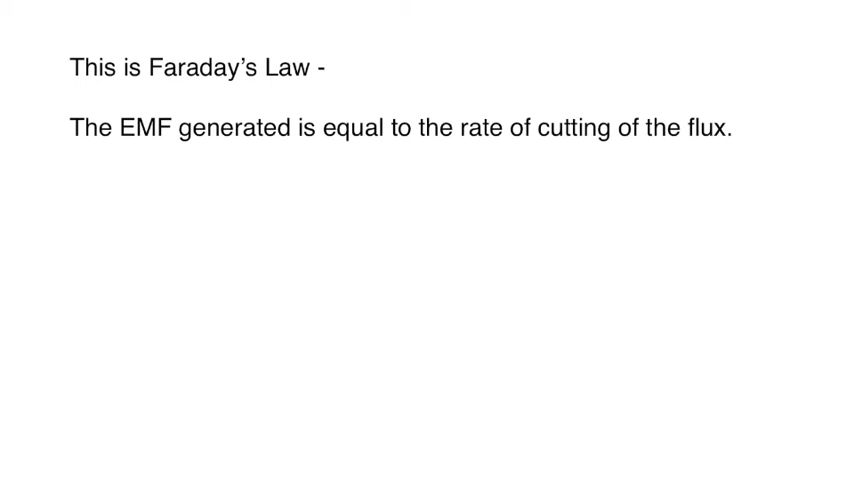 This is Faraday’s Law -
The EMF generated is equal to the rate of cutting of the flux.